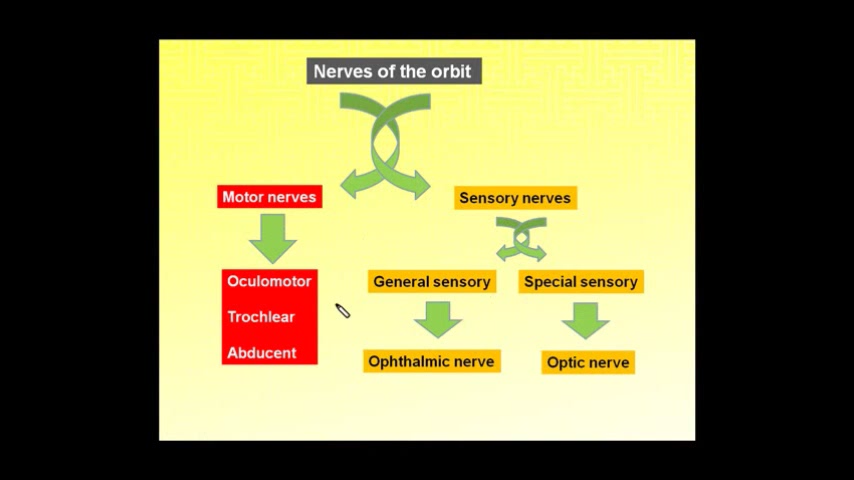 Nerves of the orbit
Motor nerves
Sensory nerves
Oculomotor
Trochlear
Abducent
General sensory
Special sensory
Ophthalmic nerve
Optic nerve